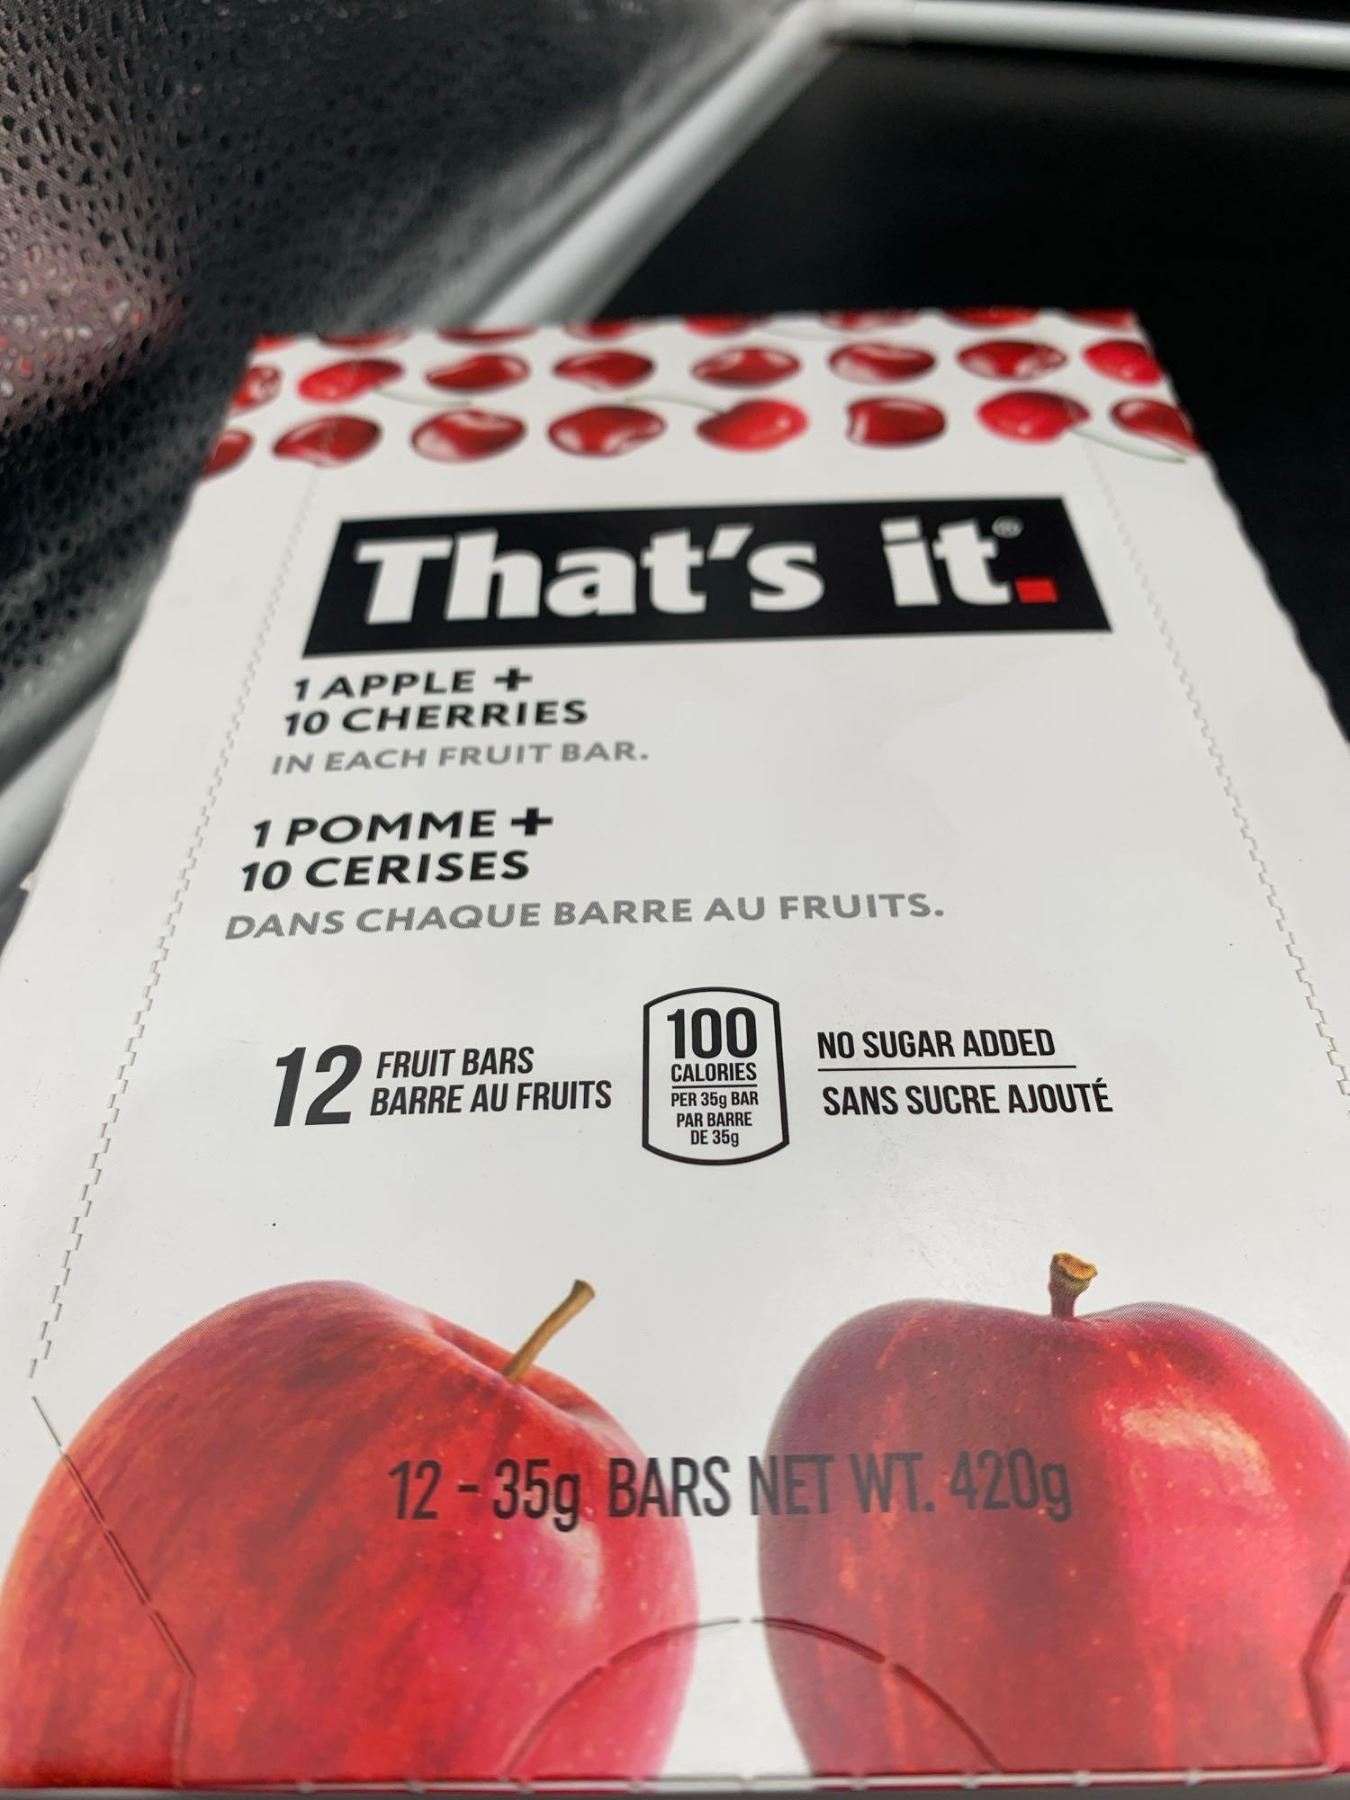 That's it.®
1 APPLE +
10 CHERRIES
IN EACH FRUIT BAR.
1 POMME +
10 CERISES
DANS CHAQUE BARRE AU FRUITS.
12 FRUIT BARS
BARRE AU FRUITS
100
CALORIES
PER 35g BAR
PAR BARRE
DE 35g
NO SUGAR ADDED
SANS SUCRE AJOUTÉ
12 - 35g BARS NET WT. 420g